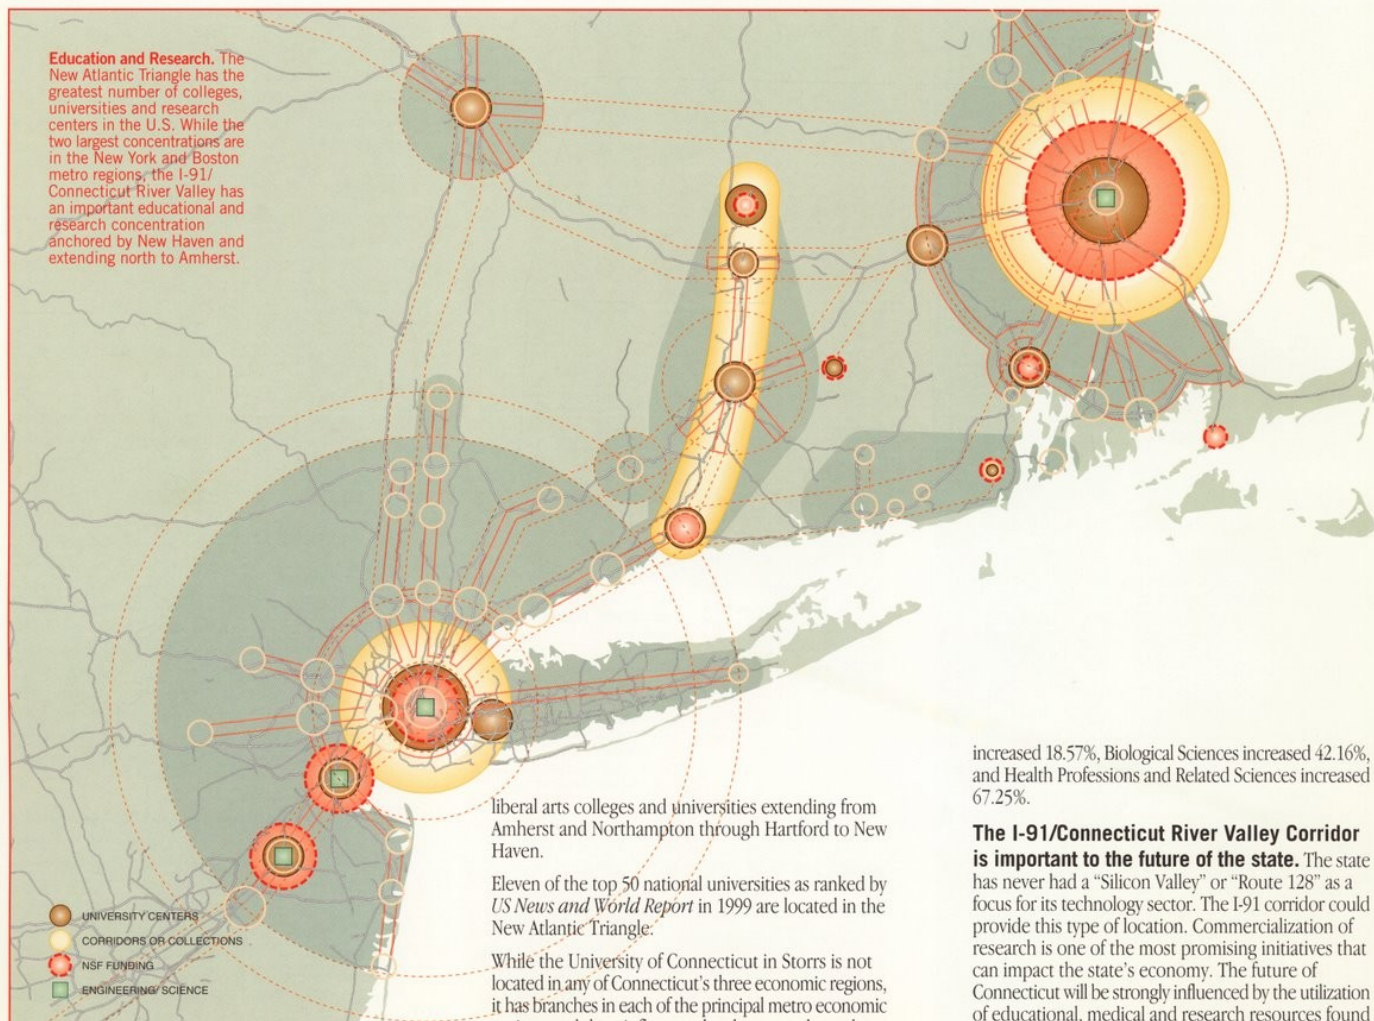 Education and Research. The
New Atlantic Triangle has the
greatest number of colleges,
universities and research
centers in the U.S. While the
two largest concentrations are
in the New York and Boston
metro regions, the I-91/
Connecticut River Valley has
an important educational and
research concentration
anchored by New Haven and
extending north to Amherst.
UNIVERSITY CENTERS
CORRIDORS OR COLLECTIONS
NSF FUNDING
ENGINEERING/SCIENCE
liberal arts colleges and universities extending from
Amherst and Northampton through Hartford to New
Haven.
Eleven of the top 50 national universities as ranked by
US News and World Report in 1999 are located in the
New Atlantic Triangle.
While the University of Connecticut in Storrs is not
located in any of Connecticut's three economic regions,
it has branches in each of the principal metro economic
increased 18.57%, Biological Sciences increased 42.16%,
and Health Professions and Related Sciences increased
67.25%.
The I-91/Connecticut River Valley Corridor
is important to the future of the state. The state
has never had a “Silicon Valley” or “Route 128” as a
focus for its technology sector. The I-91 corridor could
provide this type of location. Commercialization of
research is one of the most promising initiatives that
can impact the state's economy. The future of
Connecticut will be strongly influenced by the utilization
of educational, medical and research resources found